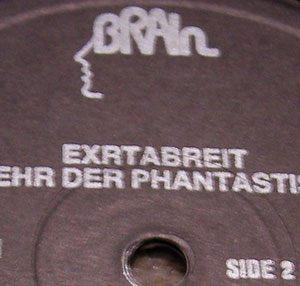 BRAIN
EXRTABREIT
EHR DER PHANTASTIS
SIDE 2